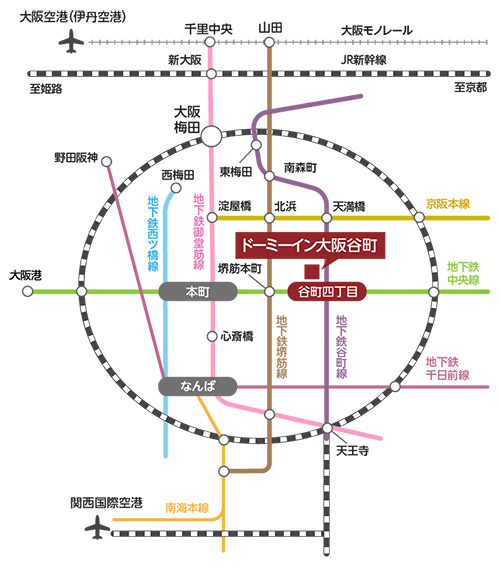 大阪空港(伊丹空港)
千里中央
山田
大阪モノレール
新大阪
JR新幹線
至姫路
至京都
大阪
梅田
野田阪神
西梅田
東梅田
南森町
地下鉄西ツ橋線
地下鉄御堂筋線
淀屋橋
北浜
天満橋
京阪本線
ドーミーイン大阪谷町
大阪港
堺筋本町
地下鉄
中央線
本町
谷町四丁目
心斎橋
地下鉄堺筋線
地下鉄谷町線
なんば
地下鉄
千日前線
天王寺
関西国際空港
南海本線